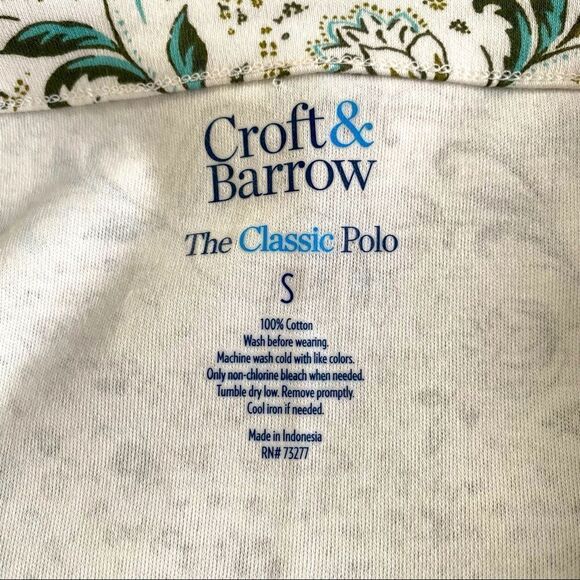 Croft&
Barrow
The Classic Polo
S
100% Cotton
Wash before wearing.
Machine wash cold with like colors.
Only non-chlorine bleach when needed.
Tumble dry low. Remove promptly.
Cool iron if needed.
Made in Indonesia
RN# 73277